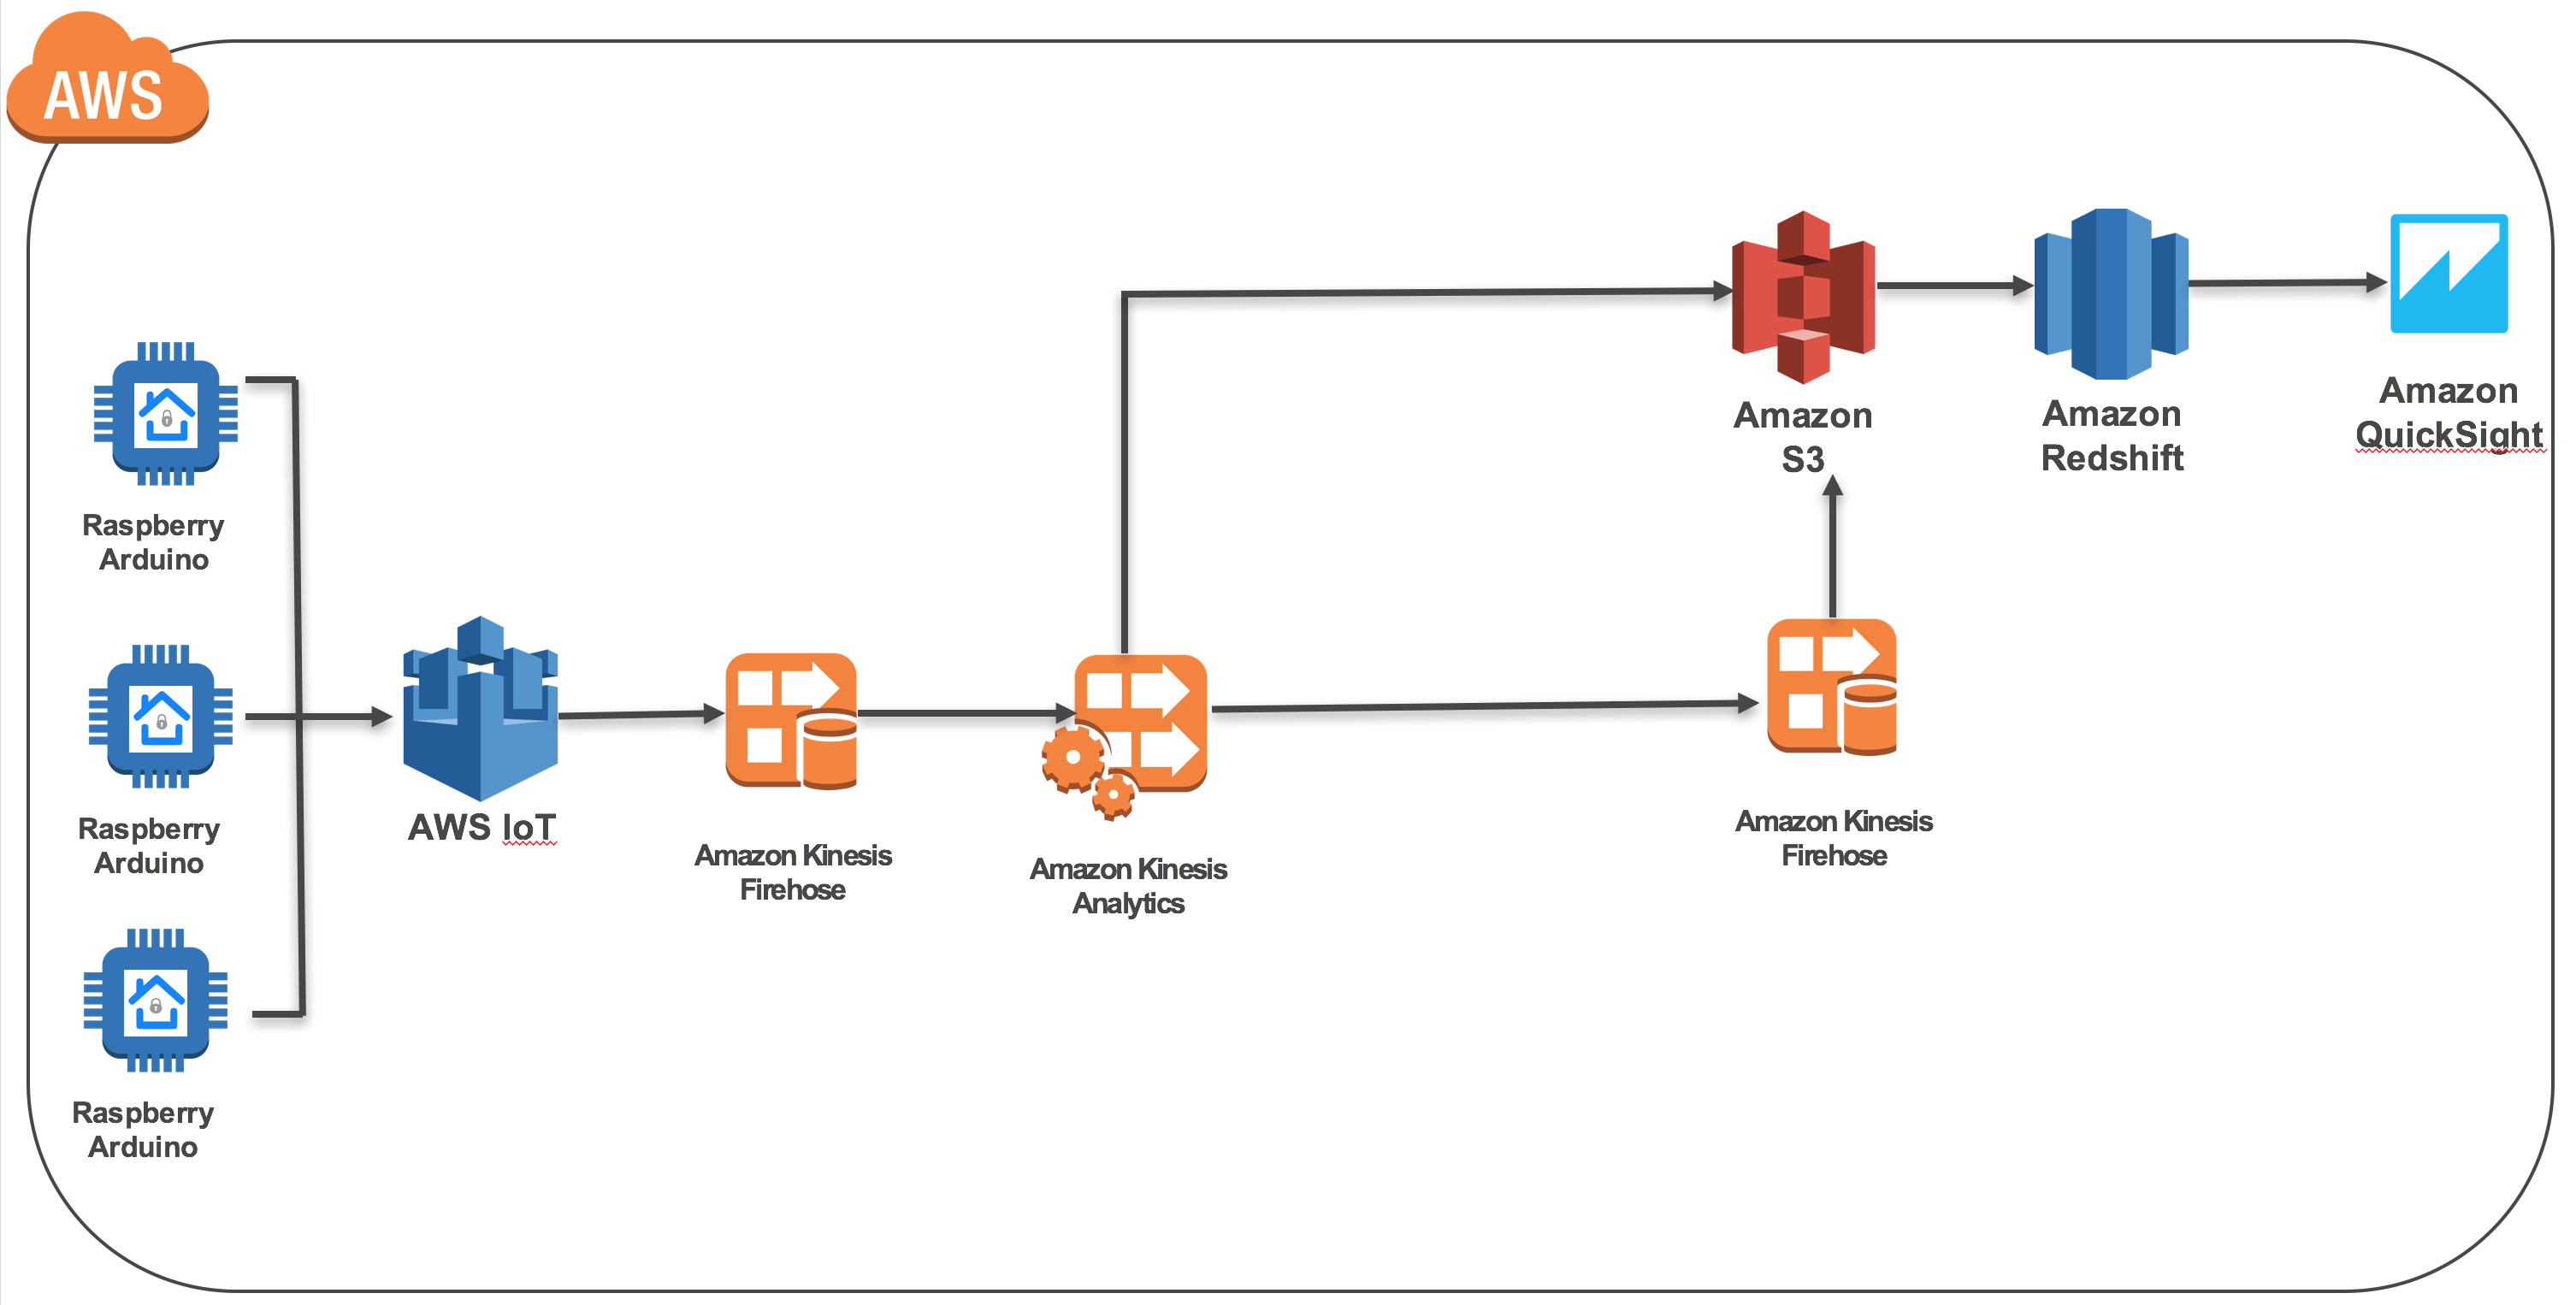 AWS
Raspberry
Arduino
Raspberry
Arduino
Raspberry
Arduino
AWS IoT
Amazon Kinesis
Firehose
Amazon Kinesis
Analytics
Amazon
S3
Amazon
Redshift
Amazon
QuickSight
Amazon Kinesis
Firehose